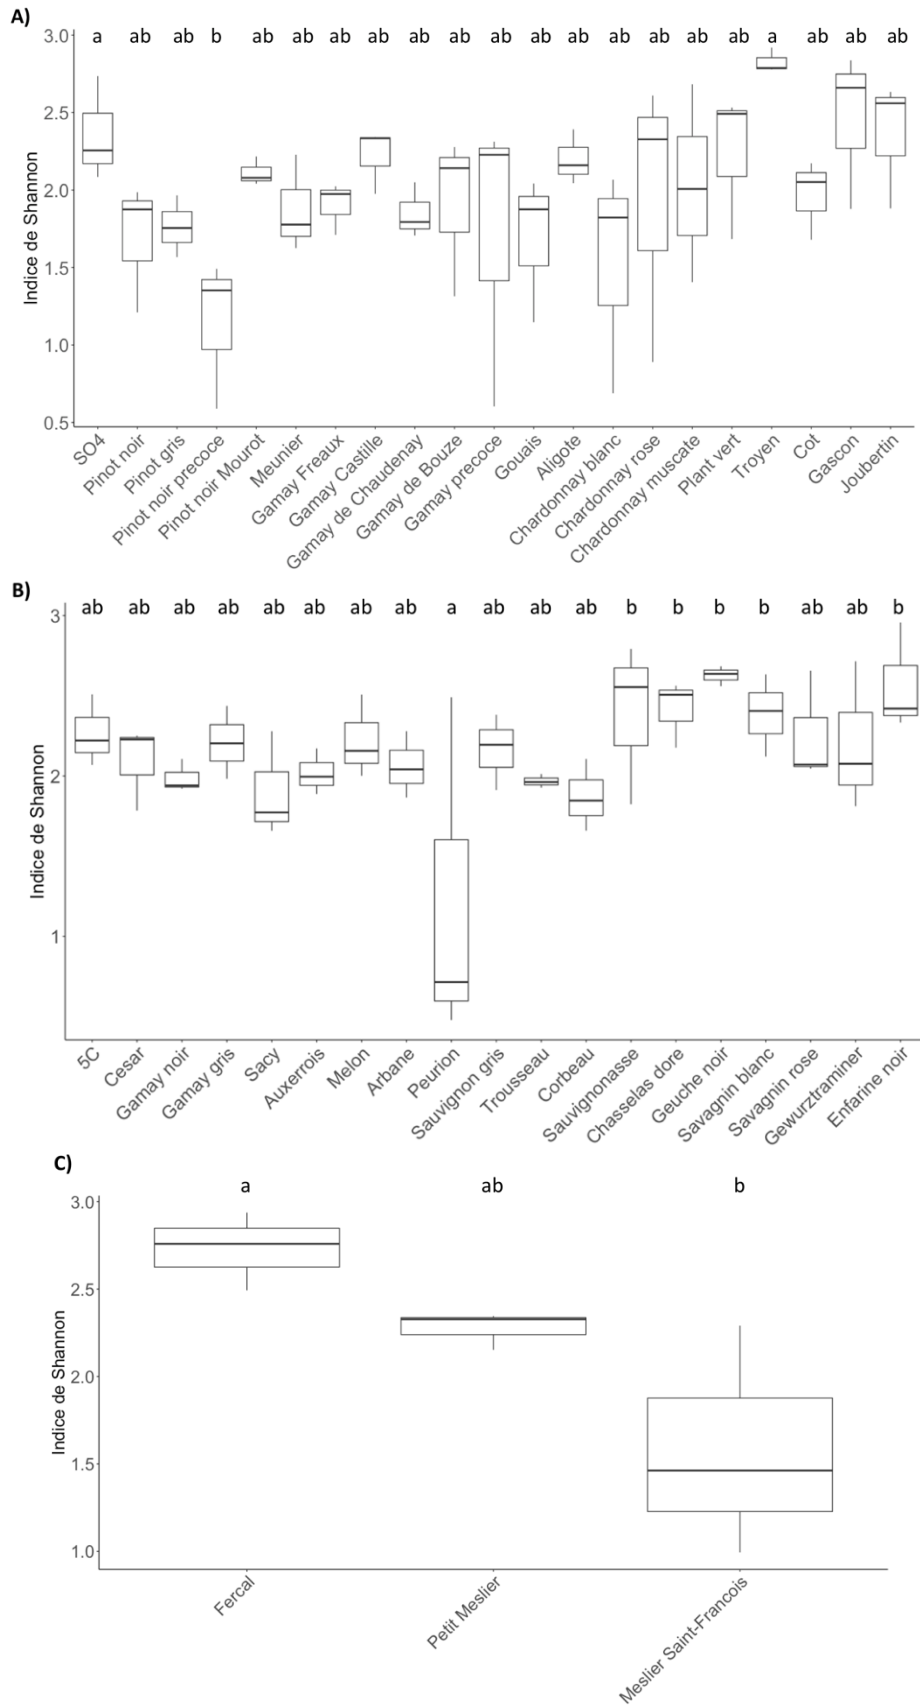 A)
a ab ab b ab ab ab ab ab ab ab ab ab ab ab ab ab a ab ab ab
Indice de Shannon
3.0
2.5
2.0
1.5
1.0
0.5
SO4
Pinot noir
Pinot gris
Pinot noir precoce
Pinot noir Mourot
Meunier
Gamay Freaux
Gamay Castille
Gamay de Chaudenay
Gamay de Bouze
Gamay precoce
Gouais
Aligote
Chardonnay blanc
Chardonnay rose
Chardonnay muscate
Plant vert
Troyen
Cot
Gascon
Joubertin
B)
ab ab ab ab ab ab ab ab a ab ab ab b b b b ab ab b
Indice de Shannon
3
2
1
5C
Cesar
Gamay noir
Gamay gris
Sacy
Auxerrois
Melon
Arbane
Peurion
Sauvignon gris
Trousseau
Corbeau
Sauvignonasse
Chasselas dore
Geuche noir
Savagnin blanc
Savagnin rose
Gewurztraminer
Enfarine noir
C)
a ab b
Indice de Shannon
3.0
2.5
2.0
1.5
1.0
Fercal
Petit Meslier
Meslier Saint-Francois